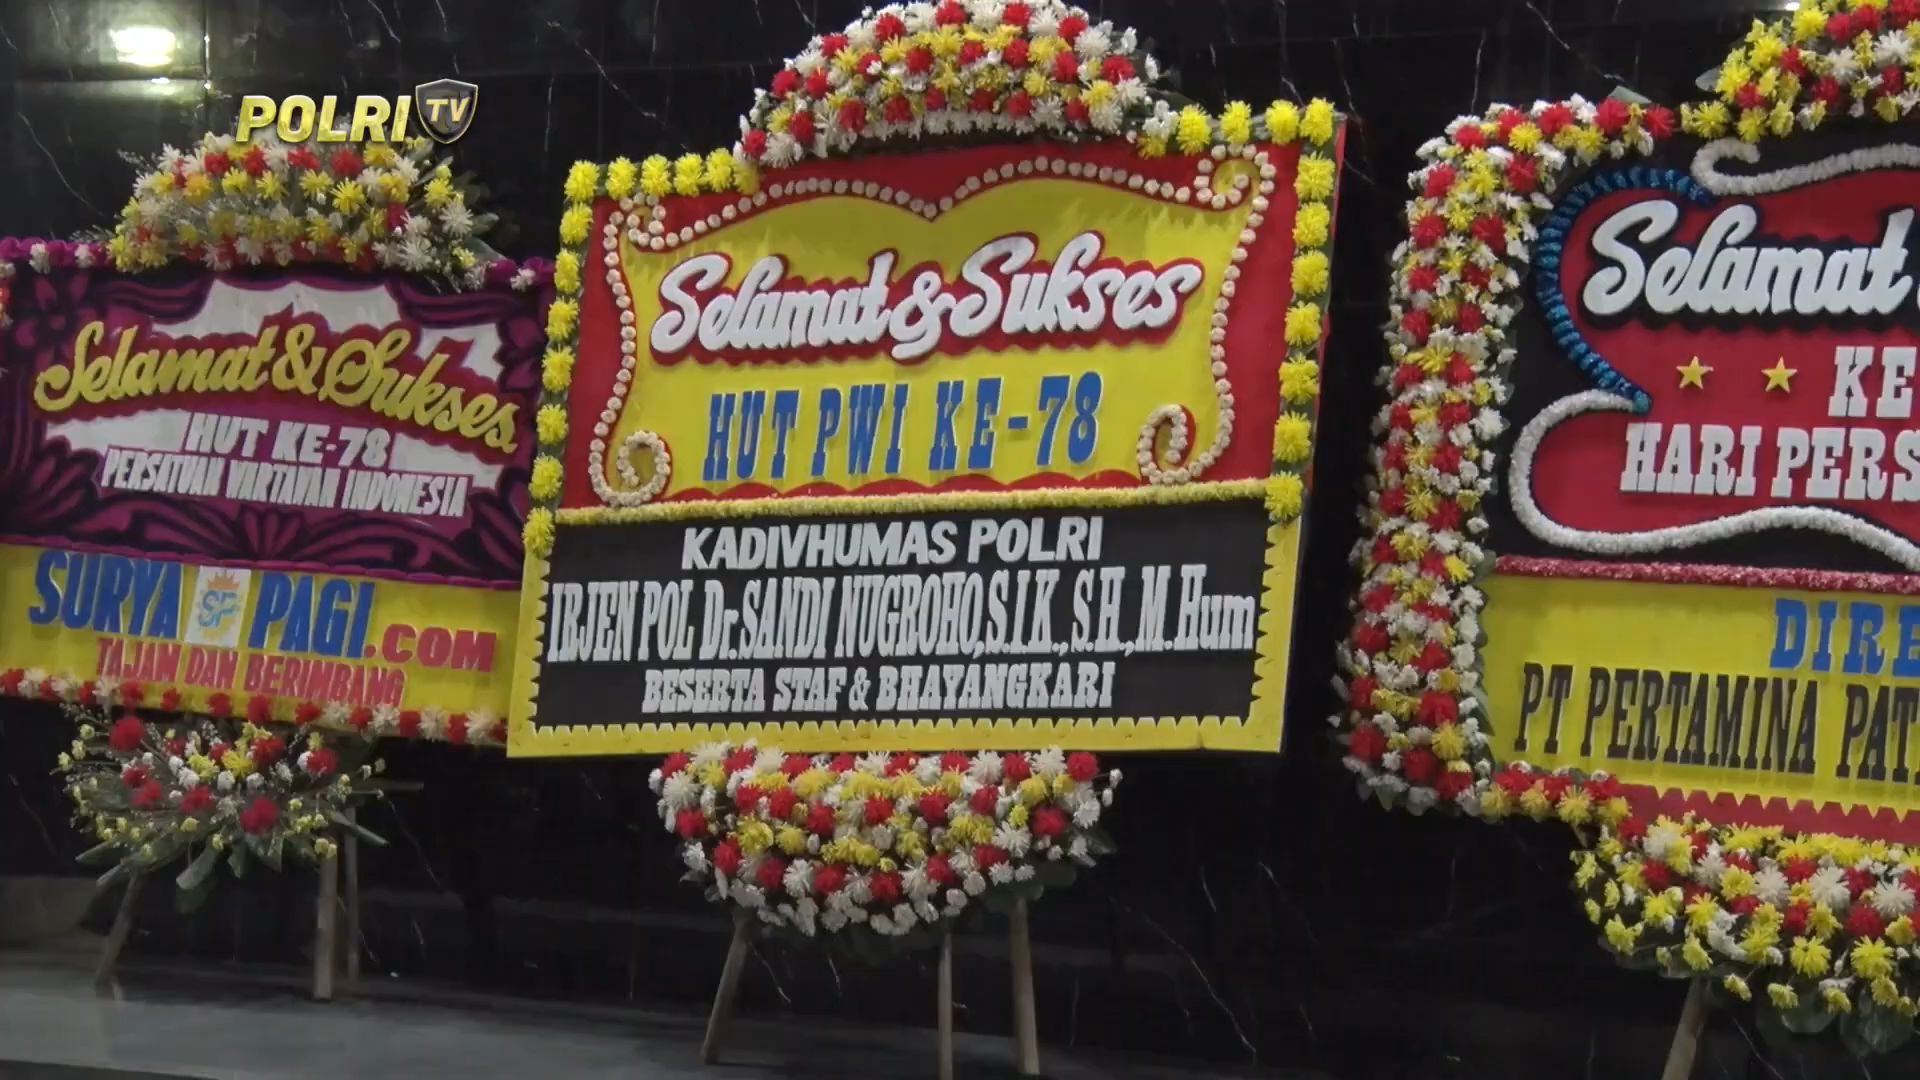 POLRI TV
Selamat & Sukses
HUT KE-78
PERSATUAN WARTAWAN INDONESIA
SURYA SP PAGI.COM
TAJAM DAN BERIMBANG
Selamat & Sukses
HUT PWI KE-78
KADIVHUMAS POLRI
IRJEN POL Dr. SANDI NUGROHO, S.I.K., S.H., M.Hum
BESERTA STAF & BHAYANGKARI
Selamat
KE
HARI PERS
DIRE
PT PERTAMINA PAT